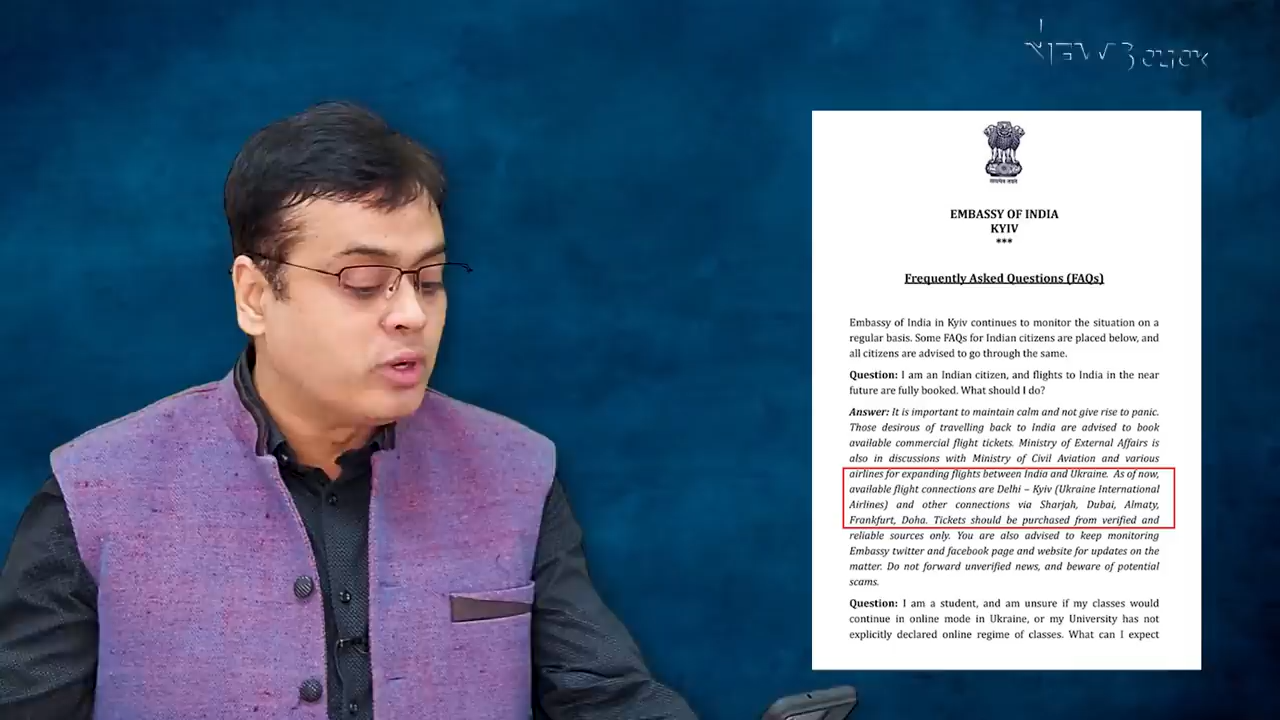 EMBASSY OF INDIA
KYIV
***
Frequently Asked Questions (FAQs)
Embassy of India in Kyiv continues to monitor the situation on a
regular basis. Some FAQs for Indian citizens are placed below, and
all citizens are advised to go through the same.
Question: I am an Indian citizen, and flights to India in the near
future are fully booked. What should I do?
Answer: It is important to maintain calm and not give rise to panic.
Those desirous of travelling back to India are advised to book
available commercial flight tickets. Ministry of External Affairs is
also in discussions with Ministry of Civil Aviation and various
airlines for expanding flights between India and Ukraine. As of now,
available flight connections are Delhi – Kyiv (Ukraine International
Airlines) and other connections via Sharjah, Dubai, Almaty,
Frankfurt, Doha. Tickets should be purchased from verified and
reliable sources only. You are also advised to keep monitoring
Embassy twitter and facebook page and website for updates on the
matter. Do not forward unverified news, and beware of potential
scams.
Question: I am a student, and am unsure if my classes would
continue in online mode in Ukraine, or my University has not
explicitly declared online regime of classes. What can I expect